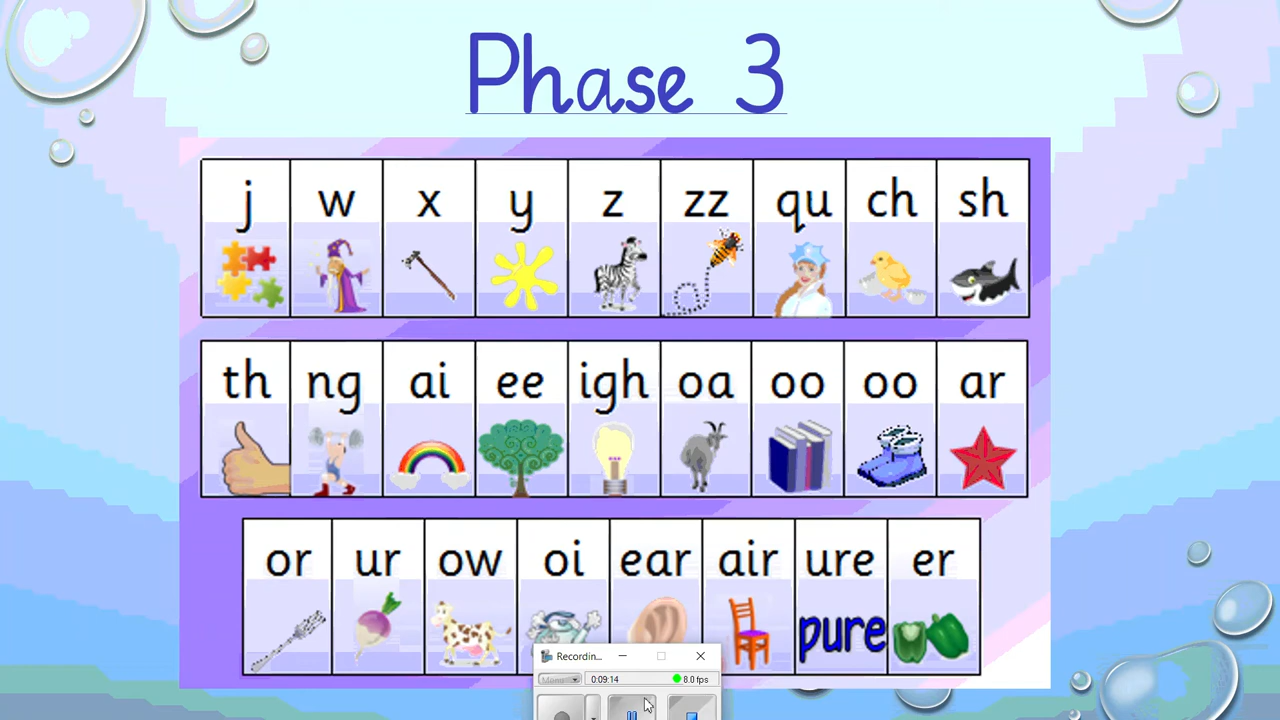 Phase 3
j w x y z zz qu ch sh
th ng ai ee igh oa oo oo ar
or ur ow oi ear air ure er
pure
Recordin...
0:09:14 8.0 fps